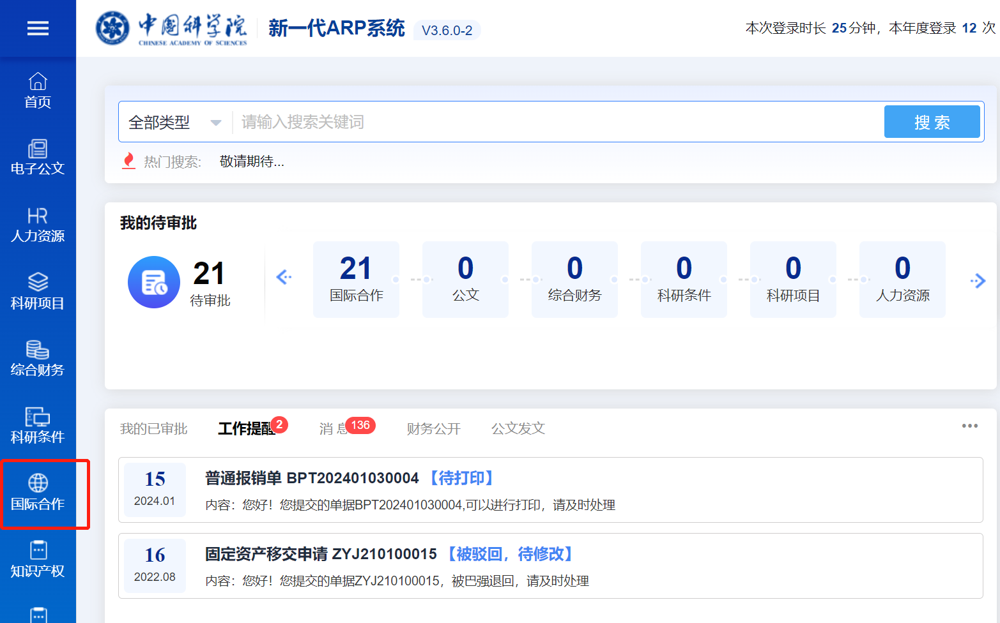 中国科学院
CHINESE ACADEMY OF SCIENCES
新一代ARP系统
V3.6.0-2
本次登录时长 25分钟，本年度登录 12 次
首页
电子公文
HR
人力资源
科研项目
综合财务
科研条件
国际合作
知识产权
全部类型
请输入搜索关键词
搜 索
热门搜索:
敬请期待...
我的待审批
21
待审批
21
国际合作
0
公文
0
综合财务
0
科研条件
0
科研项目
0
人力资源
我的已审批
工作提醒
2
消 息
136
财务公开
公文发文
15
2024.01
普通报销单 BPT202401030004 【待打印】
内容：您好！您提交的单据BPT202401030004,可以进行打印，请及时处理
16
2022.08
固定资产移交申请 ZYJ210100015 【被驳回，待修改】
内容：您好！您提交的单据ZYJ210100015，被巴强退回，请及时处理